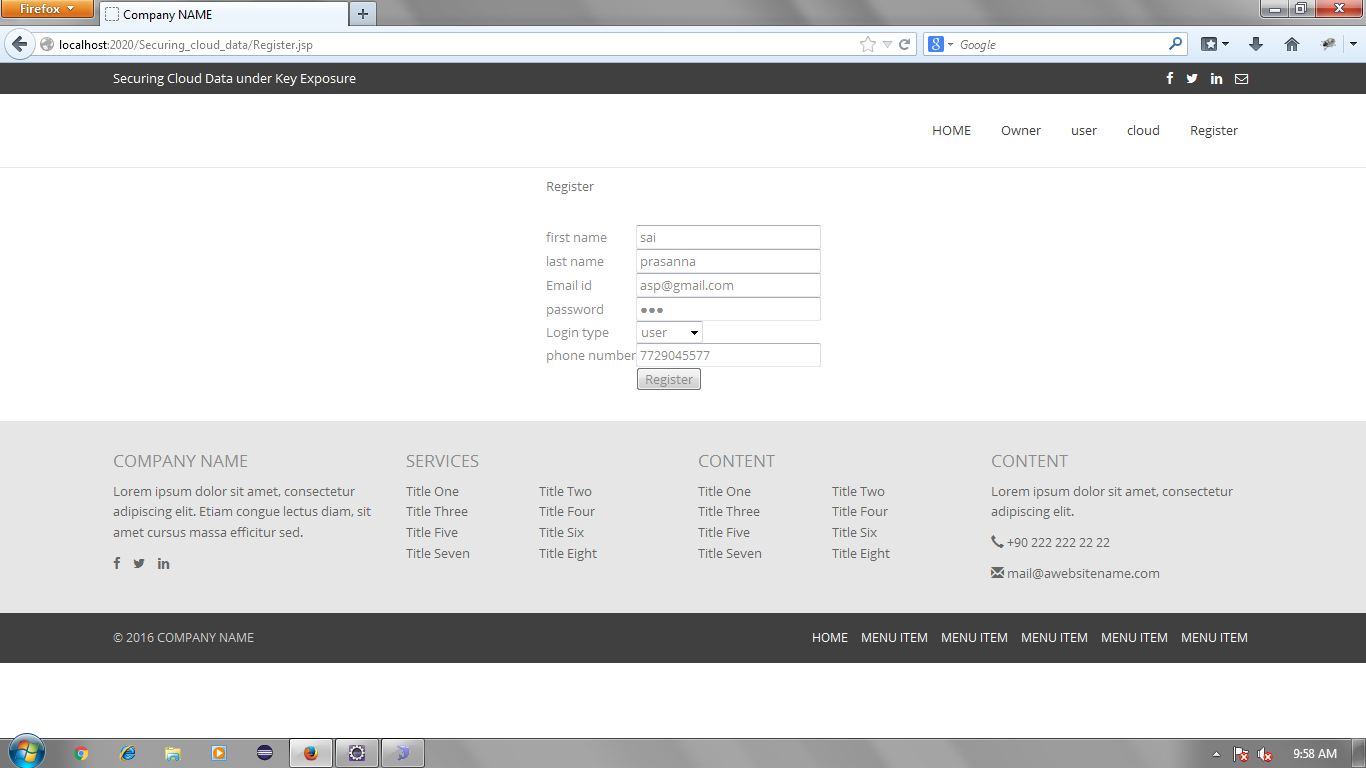 Firefox
Company NAME
localhost:2020/Securing_cloud_data/Register.jsp
Google
Securing Cloud Data under Key Exposure
HOME Owner user cloud Register
Register
first name sai
last name prasanna
Email id asp@gmail.com
password ●●●
Login type user
phone number 7729045577
Register
COMPANY NAME
Lorem ipsum dolor sit amet, consectetur
adipiscing elit. Etiam congue lectus diam, sit
amet cursus massa efficitur sed.
SERVICES
Title One Title Two
Title Three Title Four
Title Five Title Six
Title Seven Title Eight
CONTENT
Title One Title Two
Title Three Title Four
Title Five Title Six
Title Seven Title Eight
CONTENT
Lorem ipsum dolor sit amet, consectetur
adipiscing elit.
+90 222 222 22 22
mail@awebsitename.com
© 2016 COMPANY NAME
HOME MENU ITEM MENU ITEM MENU ITEM MENU ITEM MENU ITEM
9:58 AM